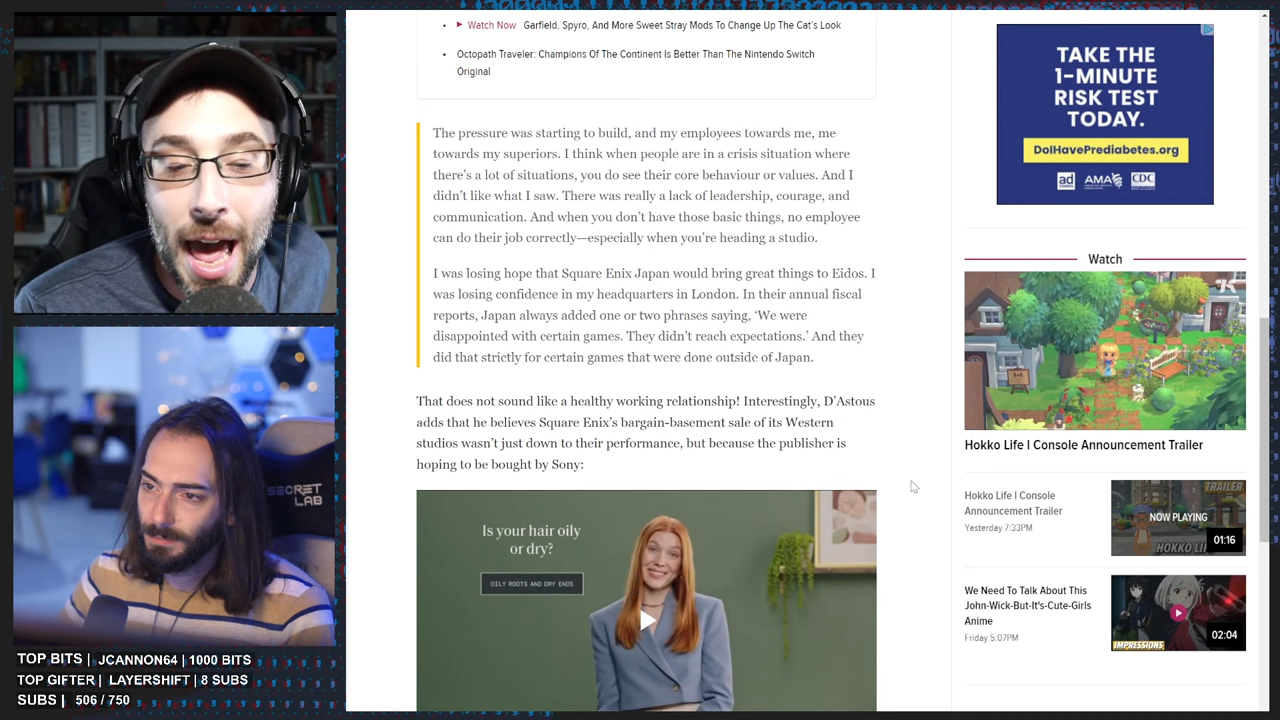 Watch Now Garfield, Spyro, And More Sweet Stray Mods To Change Up The Cat's Look
Octopath Traveler: Champions Of The Continent Is Better Than The Nintendo Switch
Original
The pressure was starting to build, and my employees towards me, me
towards my superiors. I think when people are in a crisis situation where
there's a lot of situations, you do see their core behaviour or values. And I
didn't like what I saw. There was really a lack of leadership, courage, and
communication. And when you don't have those basic things, no employee
can do their job correctly—especially when you're heading a studio.
I was losing hope that Square Enix Japan would bring great things to Eidos. I
was losing confidence in my headquarters in London. In their annual fiscal
reports, Japan always added one or two phrases saying, 'We were
disappointed with certain games. They didn't reach expectations.' And they
did that strictly for certain games that were done outside of Japan.
That does not sound like a healthy working relationship! Interestingly, D'Astous
adds that he believes Square Enix's bargain-basement sale of its Western
studios wasn't just down to their performance, but because the publisher is
hoping to be bought by Sony:
Is your hair oily
or dry?
OILY ROOTS AND DRY ENDS
TAKE THE
1-MINUTE
RISK TEST
TODAY.
DoIHavePrediabetes.org
ad
COUNCIL
AMA
CDC
Watch
Hokko Life | Console Announcement Trailer
Hokko Life | Console
Announcement Trailer
Yesterday 7:33PM
TRAILER
NOW PLAYING
01:16
HOKKO LI
We Need To Talk About This
John-Wick-But-It's-Cute-Girls
Anime
Friday 5:07PM
IMPRESSIONS
02:04
SECRET
LAB
TOP BITS | JCANNON64 | 1000 BITS
TOP GIFTER | LAYERSHIFT | 8 SUBS
SUBS | 506 / 750